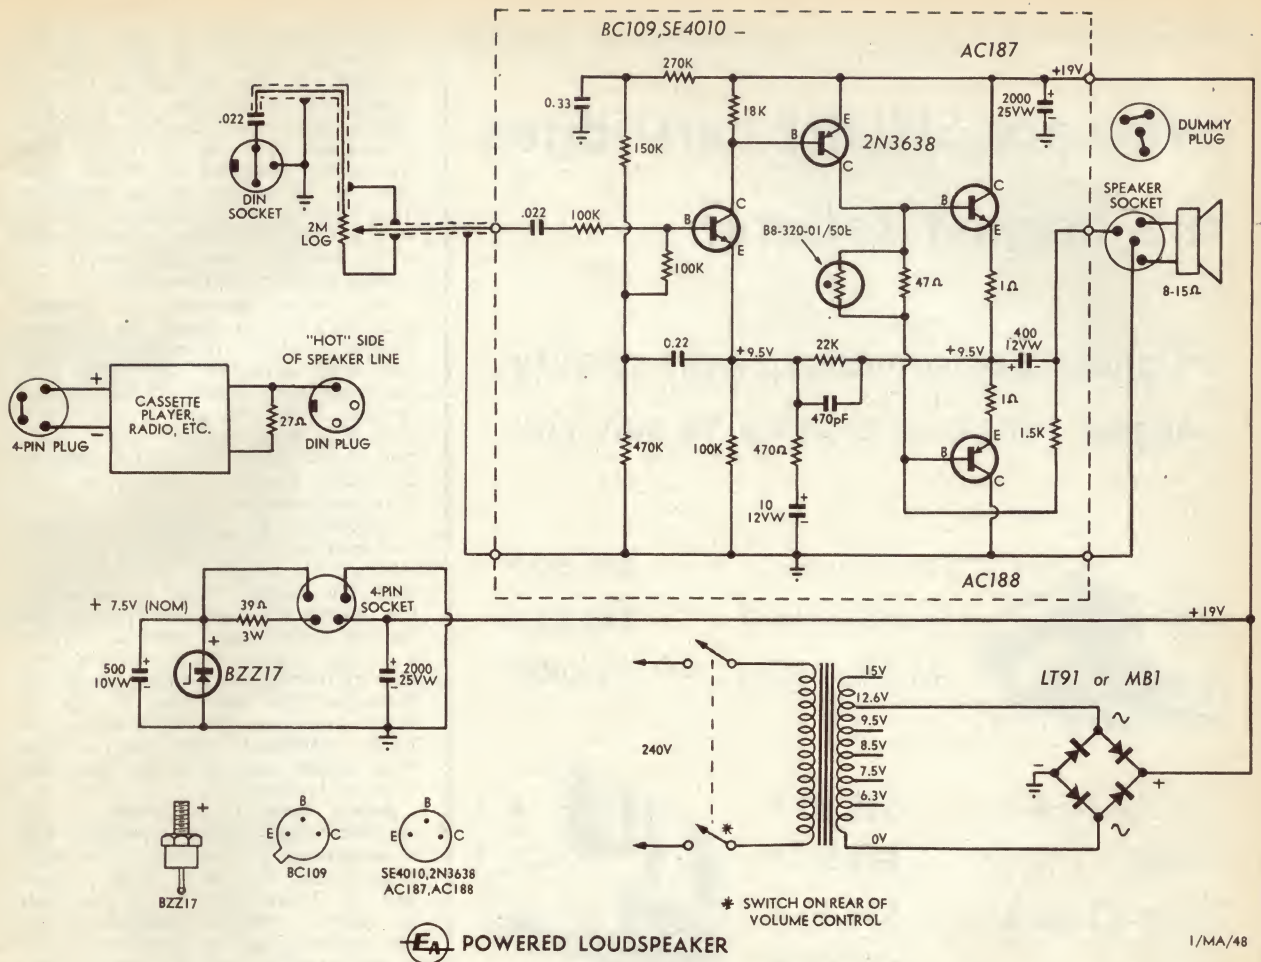 BC109,SE4010
AC187
270K
+19V
.022
0.33
18K
2000
25VW
+
−
DUMMY
PLUG
E
B
C
2N3638
DIN
SOCKET
150K
SPEAKER
SOCKET
2M
LOG
.022
100K
B
C
E
B8-320-01/50E
B
C
E
100K
47Ω
1Ω
8-15Ω
"HOT" SIDE
OF SPEAKER LINE
0.22
+9.5V
22K
+9.5V
400
12VW
+
−
+
−
CASSETTE
PLAYER,
RADIO, ETC.
27Ω
4-PIN PLUG
DIN PLUG
470pF
1Ω
1.5K
470K
100K
470Ω
B
E
C
10
12VW
+
−
AC188
+ 7.5V (NOM)
39Ω
3W
4-PIN
SOCKET
+19V
500
10VW
+
−
+
BZZ17
2000
25VW
+
−
240V
15V
12.6V
9.5V
8.5V
7.5V
6.3V
0V
LT91 or MB1
∿
−
+
∿
*
+
BZZ17
B
E
C
BC109
B
E
C
SE4010,2N3638
AC187,AC188
* SWITCH ON REAR OF
VOLUME CONTROL
EA POWERED LOUDSPEAKER
1/MA/48